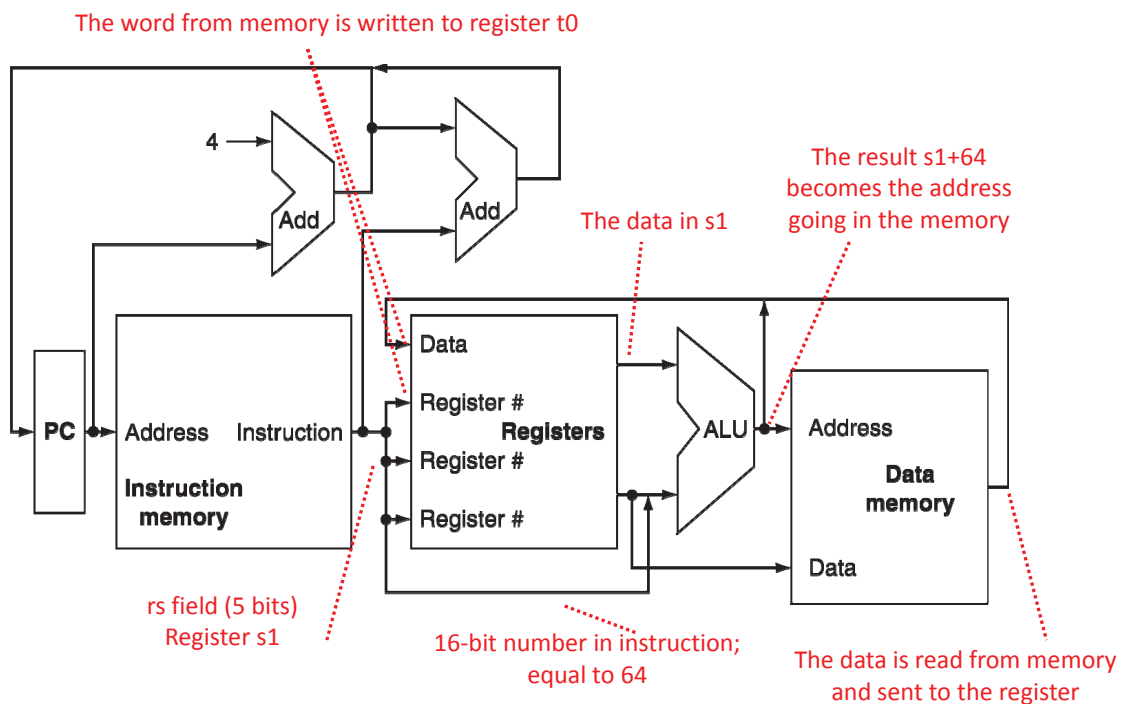 The word from memory is written to register t0
4
Add
Add
The data in s1
The result s1+64
becomes the address
going in the memory
PC
Address
Instruction
Instruction
memory
Data
Register #
Registers
Register #
Register #
ALU
Address
Data
memory
Data
rs field (5 bits)
Register s1
16-bit number in instruction;
equal to 64
The data is read from memory
and sent to the register